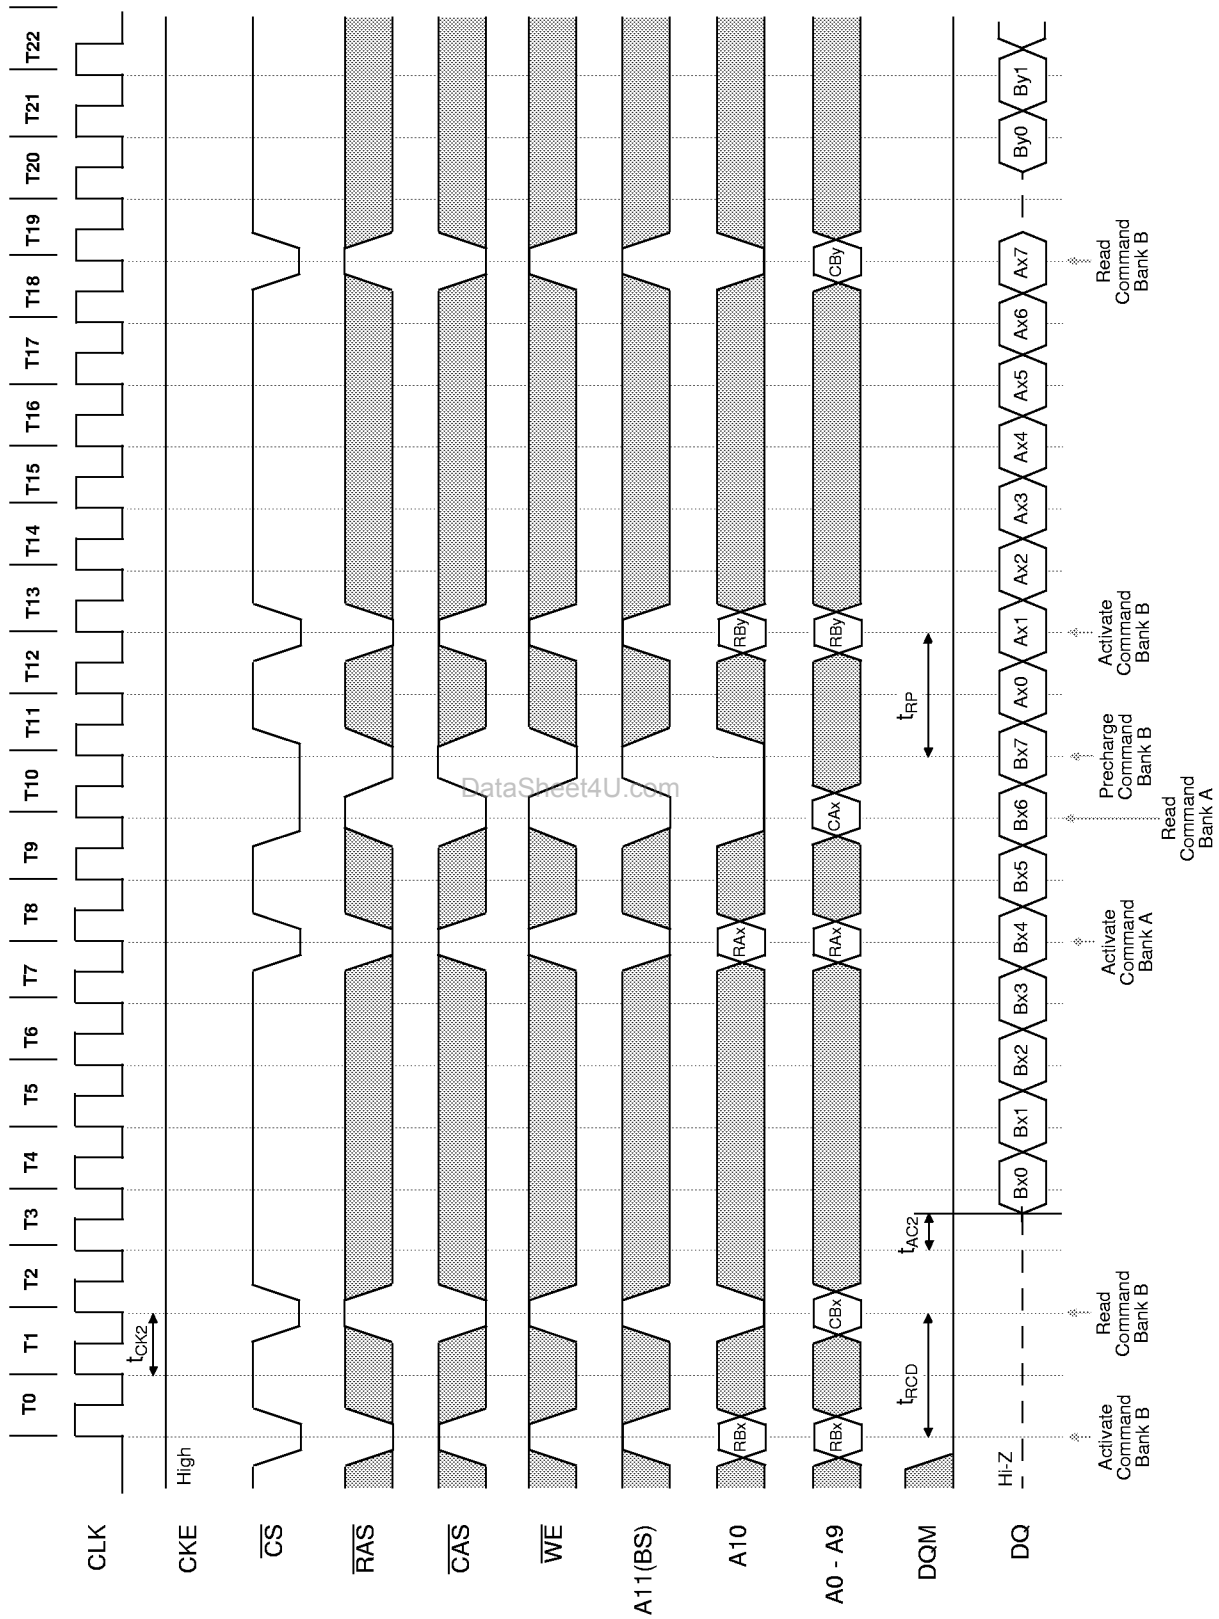 T0 T1 T2 T3 T4 T5 T6 T7 T8 T9 T10 T11 T12 T13 T14 T15 T16 T17 T18 T19 T20 T21 T22
CLK
tCK2
CKE
High
CS
RAS
CAS
WE
DataSheet4U.com
A11(BS)
A10
RBx RAx RBy
A0 - A9
RBx CBx RAx CAx RBy CBy
DQM
tRCD tAC2 tRP
DQ
Hi-Z
Bx0 Bx1 Bx2 Bx3 Bx4 Bx5 Bx6 Bx7 Ax0 Ax1 Ax2 Ax3 Ax4 Ax5 Ax6 Ax7 By0 By1
Activate
Command
Bank B
Read
Command
Bank B
Activate
Command
Bank A
Read
Command
Bank A
Precharge
Command
Bank B
Activate
Command
Bank B
Read
Command
Bank B